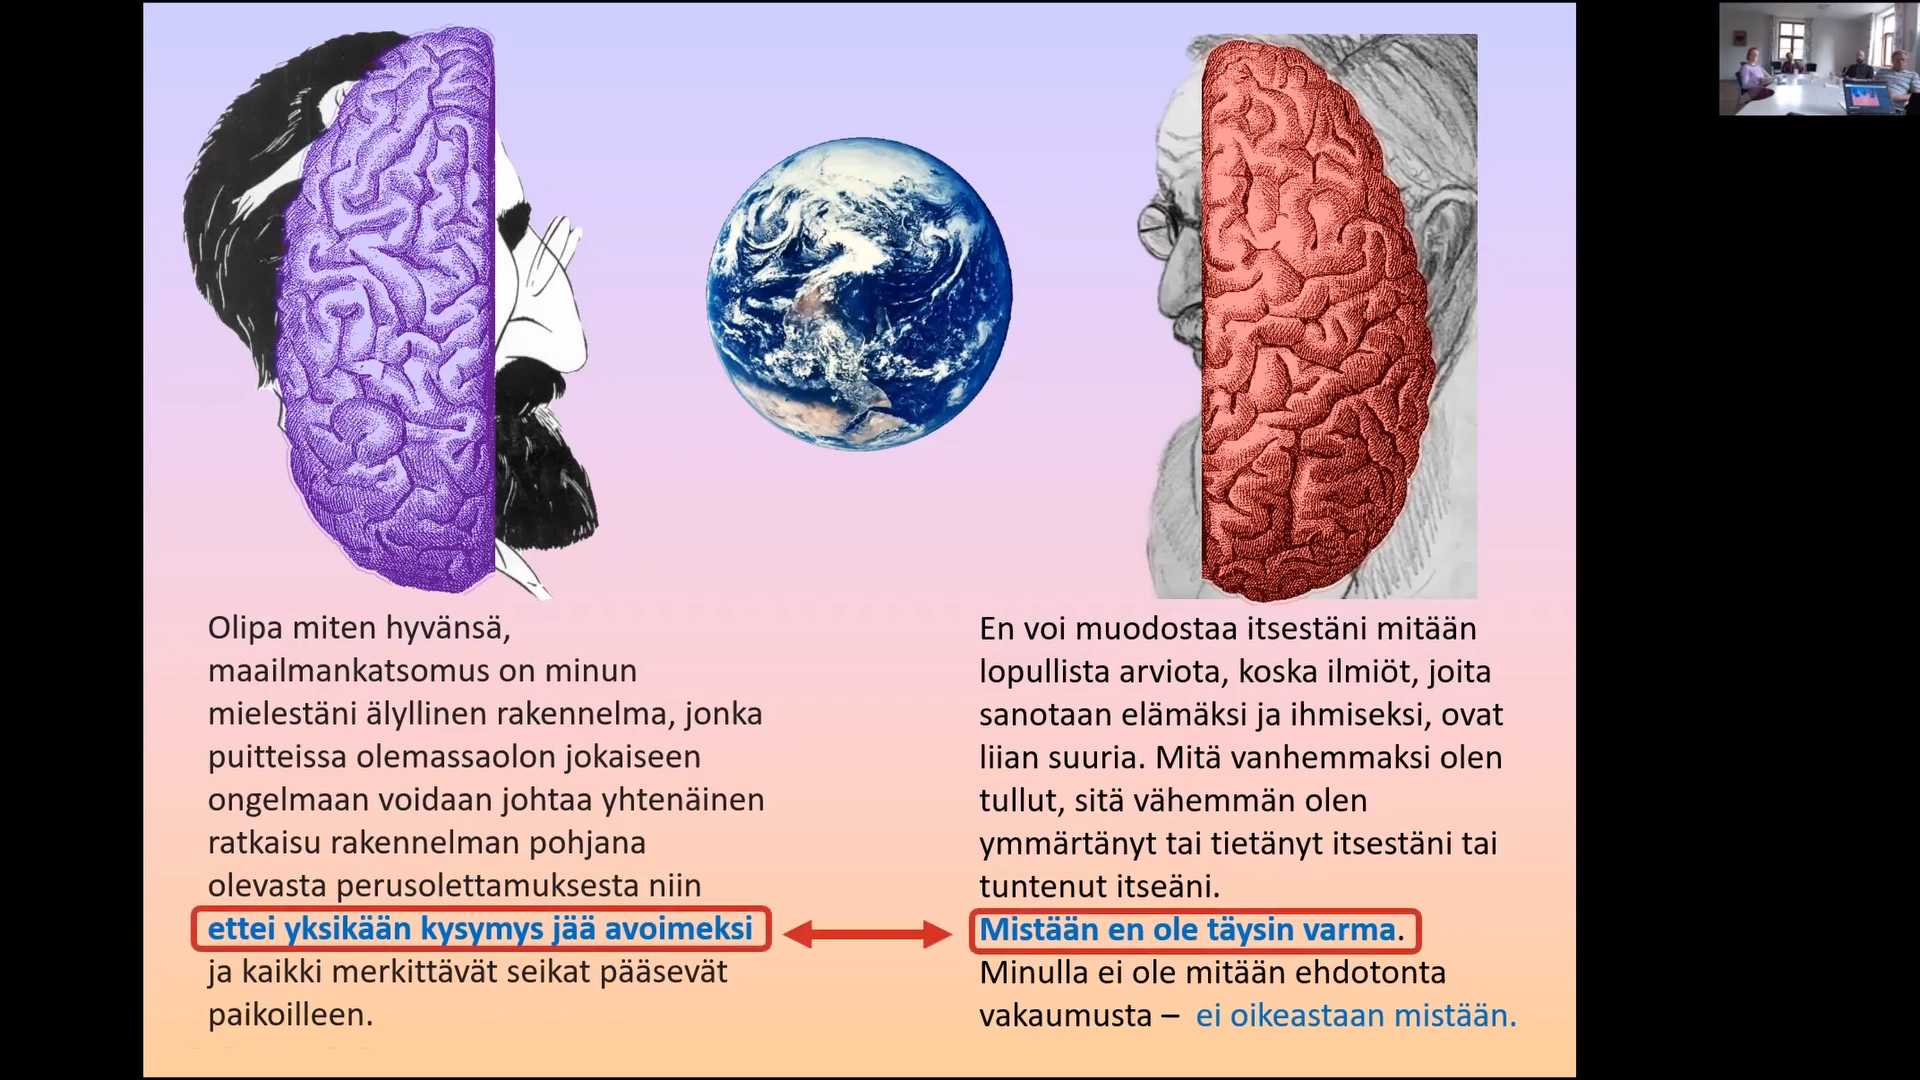 Olipa miten hyvänsä,
maailmankatsomus on minun
mielestäni älyllinen rakennelma, jonka
puitteissa olemassaolon jokaiseen
ongelmaan voidaan johtaa yhtenäinen
ratkaisu rakennelman pohjana
olevasta perusolettamuksesta niin
ettei yksikään kysymys jää avoimeksi
ja kaikki merkittävät seikat pääsevät
paikoilleen.
En voi muodostaa itsestäni mitään
lopullista arviota, koska ilmiöt, joita
sanotaan elämäksi ja ihmiseksi, ovat
liian suuria. Mitä vanhemmaksi olen
tullut, sitä vähemmän olen
ymmärtänyt tai tietänyt itsestäni tai
tuntenut itseäni.
Mistään en ole täysin varma.
Minulla ei ole mitään ehdotonta
vakaumusta – ei oikeastaan mistään.